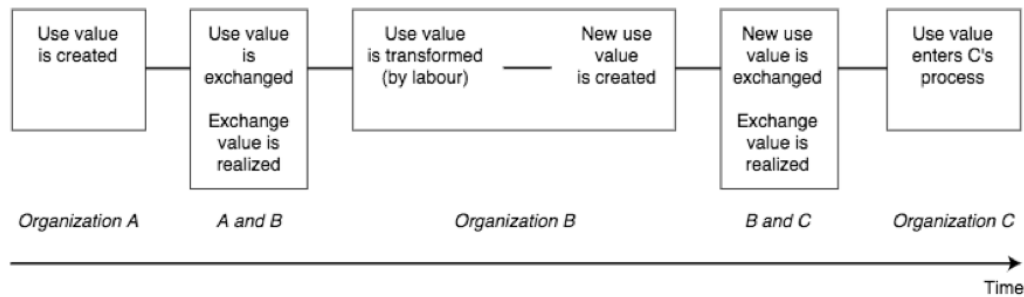 Use value
is created
Use value
is
exchanged
Exchange
value is
realized
Use value
is transformed
(by labour)
New use
value
is created
New use
value is
exchanged
Exchange
value is
realized
Use value
enters C's
process
Organization A
A and B
Organization B
B and C
Organization C
Time